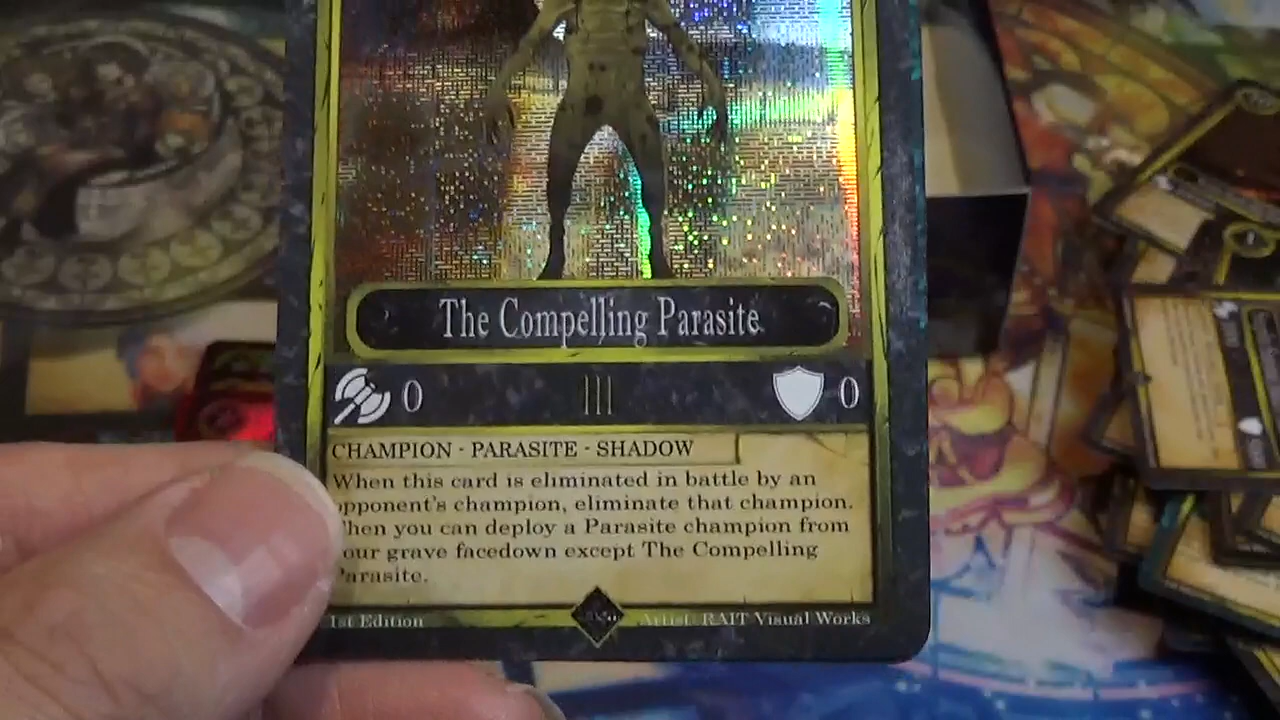 The Compelling Parasite
0 III 0
CHAMPION - PARASITE - SHADOW
When this card is eliminated in battle by an
opponent's champion, eliminate that champion.
Then you can deploy a Parasite champion from
your grave facedown except The Compelling
Parasite.
1st Edition Artist: RAIT Visual Works